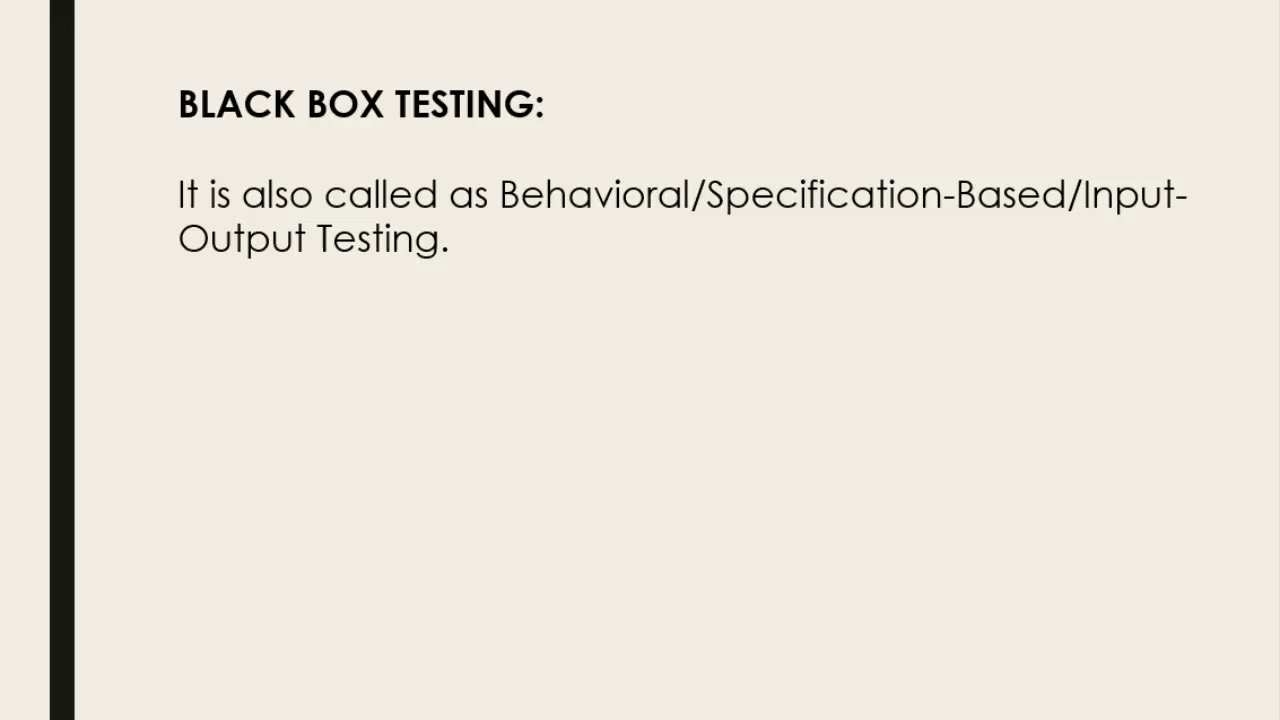 BLACK BOX TESTING:
It is also called as Behavioral/Specification-Based/Input-
Output Testing.